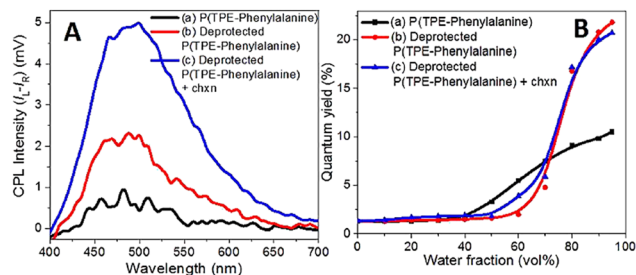 A
(a) P(TPE-Phenylalanine)
(b) Deprotected
P(TPE-Phenylalanine)
(c) Deprotected
P(TPE-Phenylalanine)
+ chxn
CPL Intensity (I_L-I_R) (mV)
5
4
3
2
1
0
400 450 500 550 600 650 700
Wavelength (nm)
B
(a) P(TPE-Phenylalanine)
(b) Deprotected
P(TPE-Phenylalanine)
(c) Deprotected
P(TPE-Phenylalanine) + chxn
Quantum yield (%)
20
15
10
5
0
0 20 40 60 80 100
Water fraction (vol%)